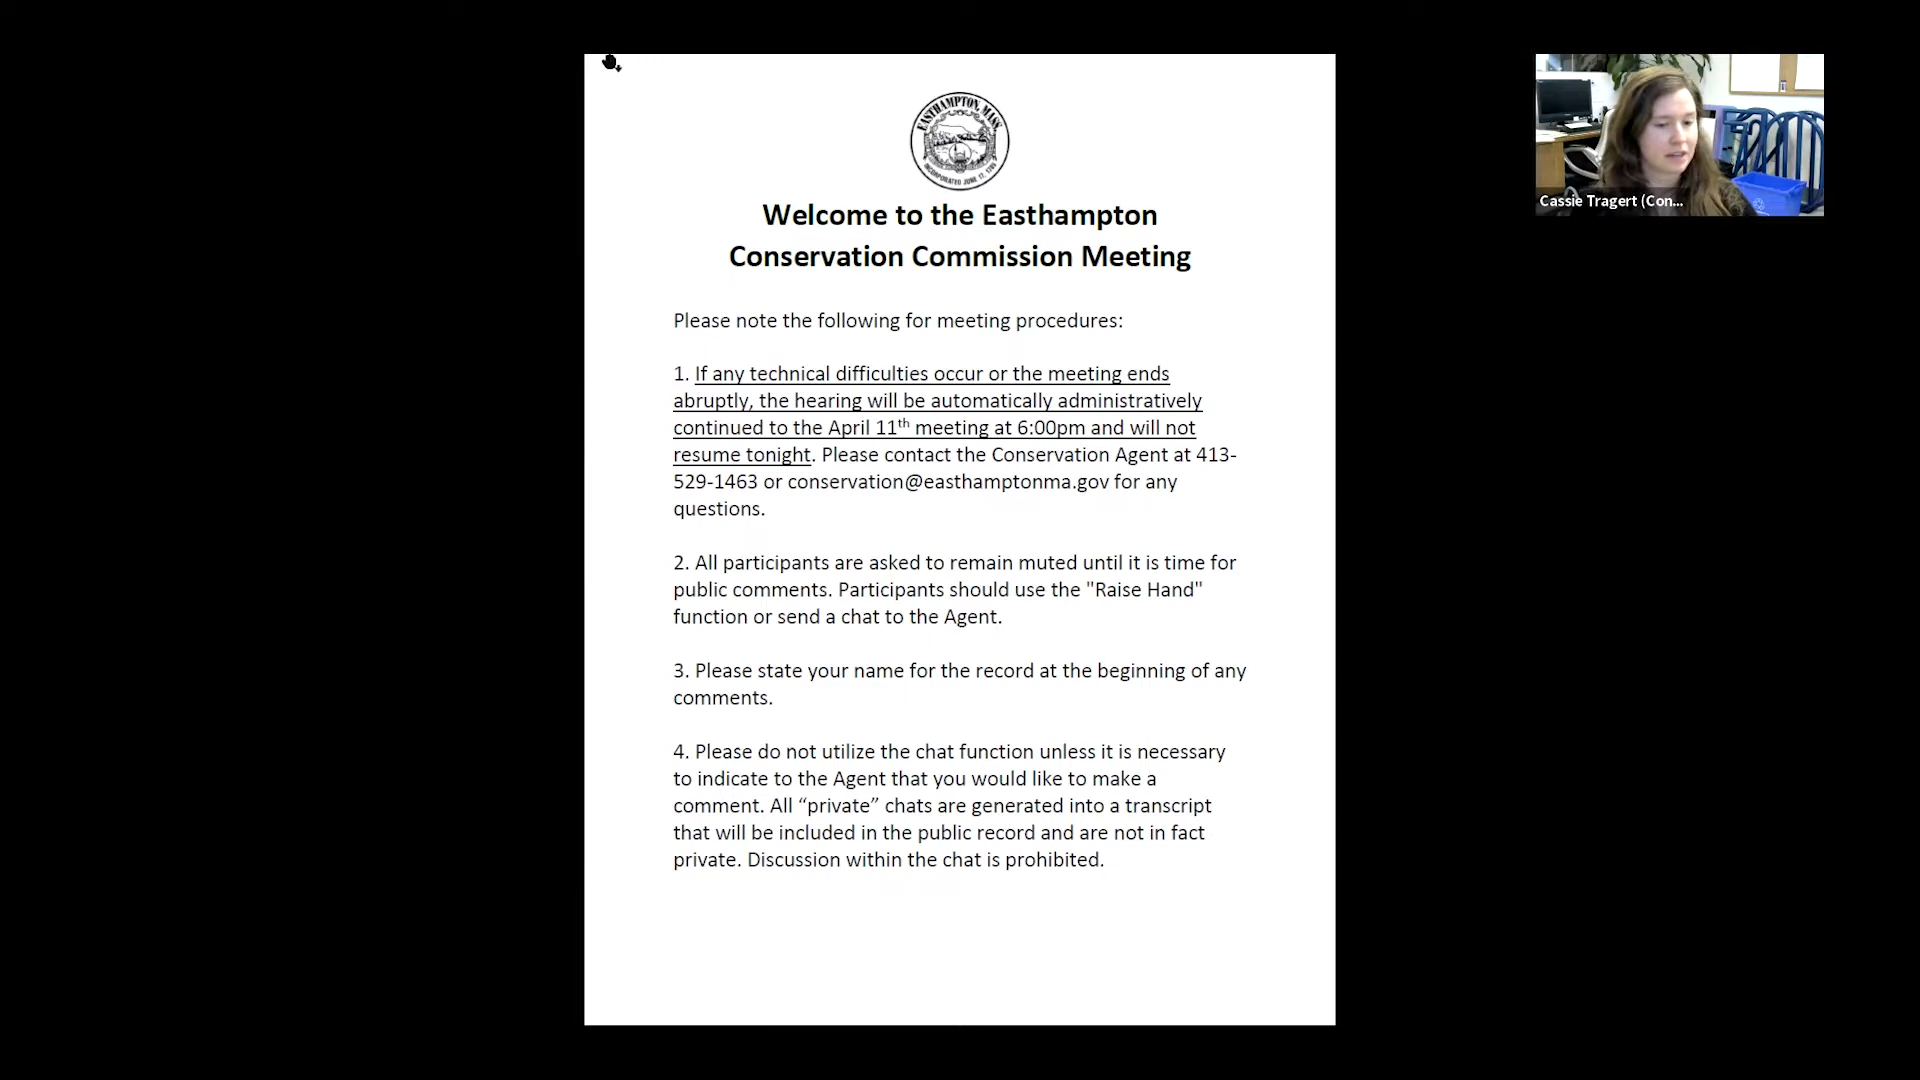 EASTHAMPTON, MASS.
INCORPORATED JUNE 17, 1785
Welcome to the Easthampton
Conservation Commission Meeting
Please note the following for meeting procedures:
1. If any technical difficulties occur or the meeting ends
abruptly, the hearing will be automatically administratively
continued to the April 11th meeting at 6:00pm and will not
resume tonight. Please contact the Conservation Agent at 413-
529-1463 or conservation@easthamptonma.gov for any
questions.
2. All participants are asked to remain muted until it is time for
public comments. Participants should use the "Raise Hand"
function or send a chat to the Agent.
3. Please state your name for the record at the beginning of any
comments.
4. Please do not utilize the chat function unless it is necessary
to indicate to the Agent that you would like to make a
comment. All “private” chats are generated into a transcript
that will be included in the public record and are not in fact
private. Discussion within the chat is prohibited.
Cassie Tragert (Con...